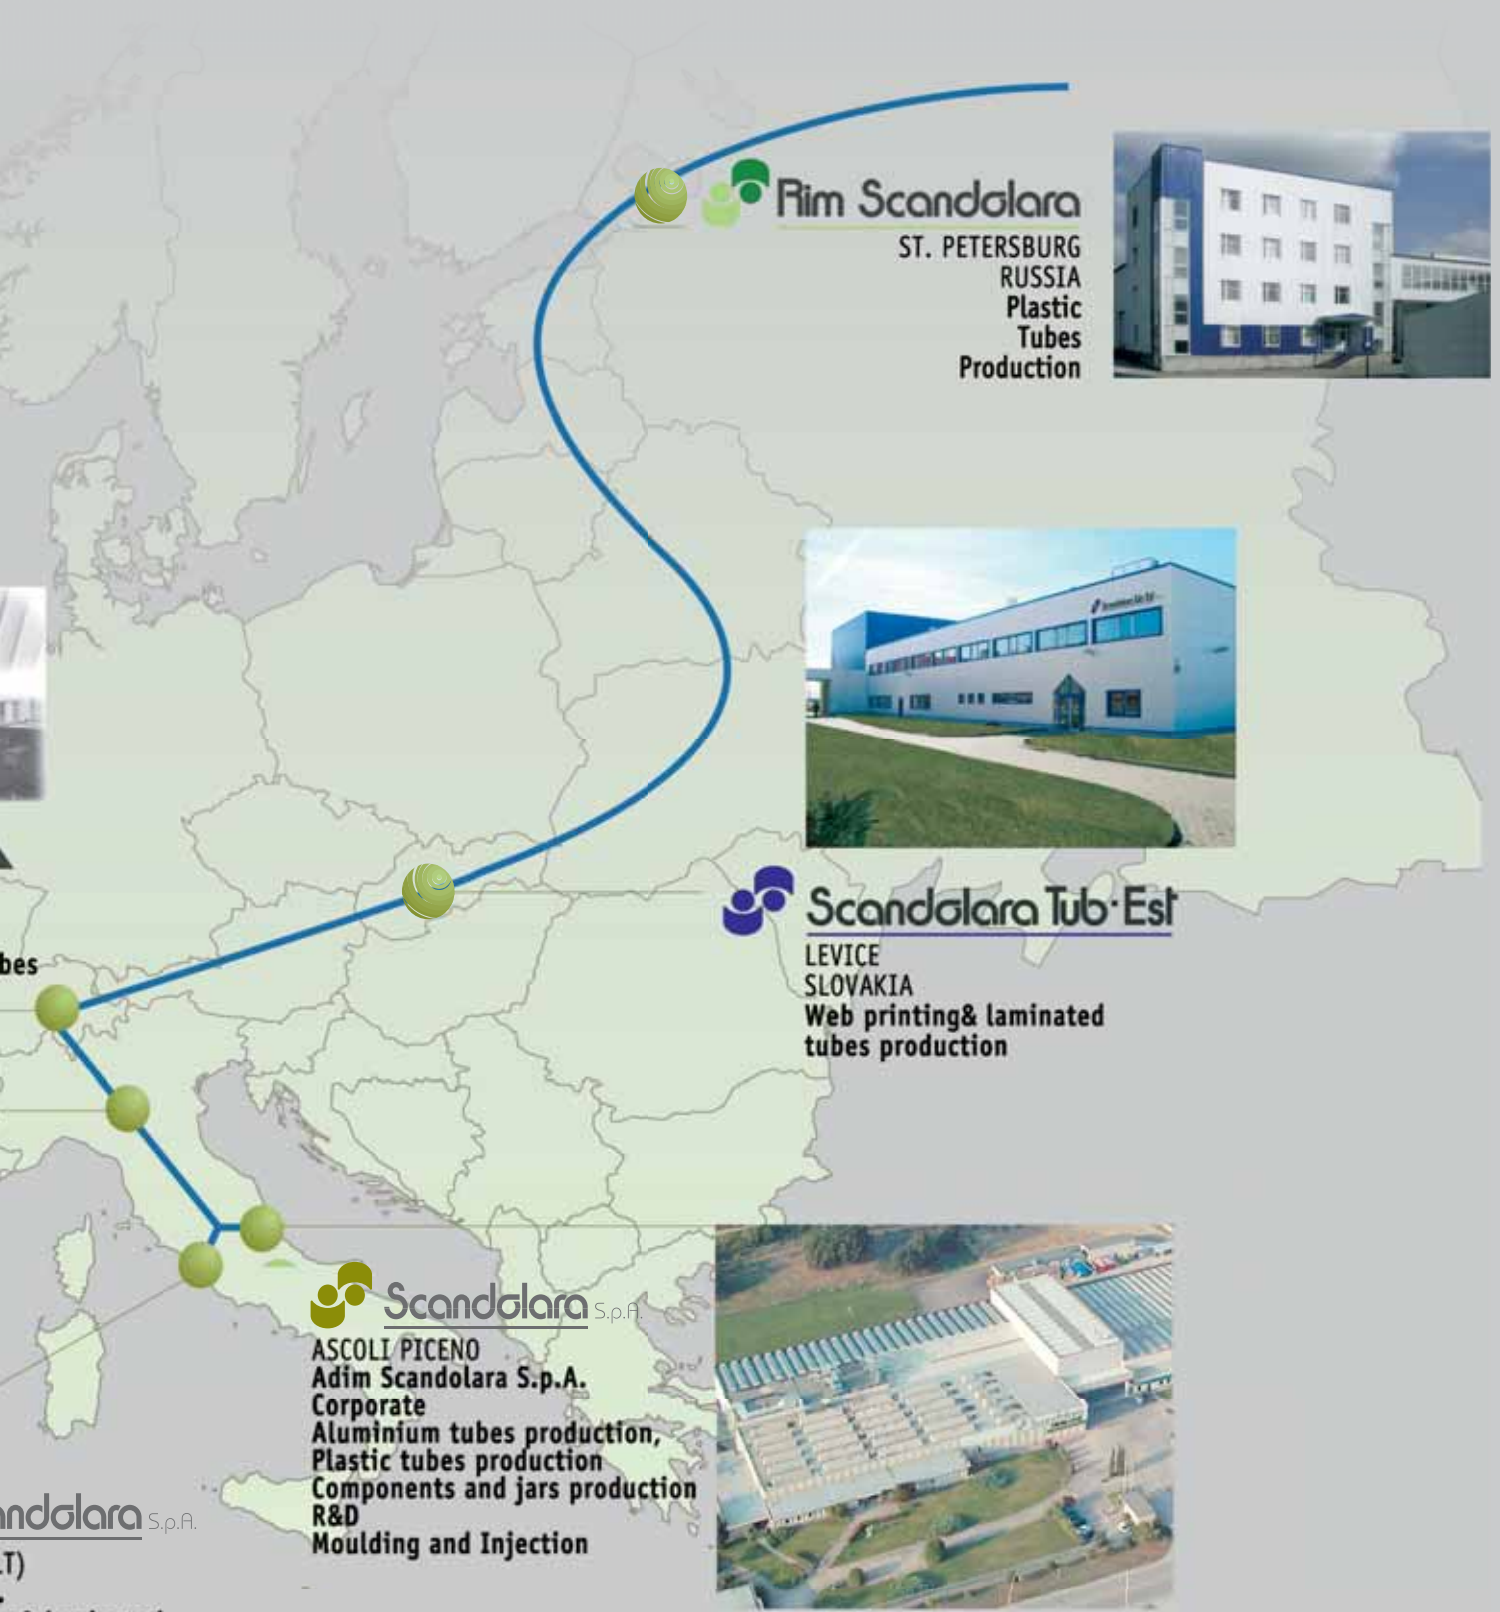 Rim Scandolara
ST. PETERSBURG
RUSSIA
Plastic
Tubes
Production
Scandolara Tub·Est
LEVICE
SLOVAKIA
Web printing& laminated
tubes production
bes
Scandolara S.p.A.
ASCOLI PICENO
Adim Scandolara S.p.A.
Corporate
Aluminium tubes production,
Plastic tubes production
Components and jars production
R&D
Moulding and Injection
andolara S.p.A.
LT)